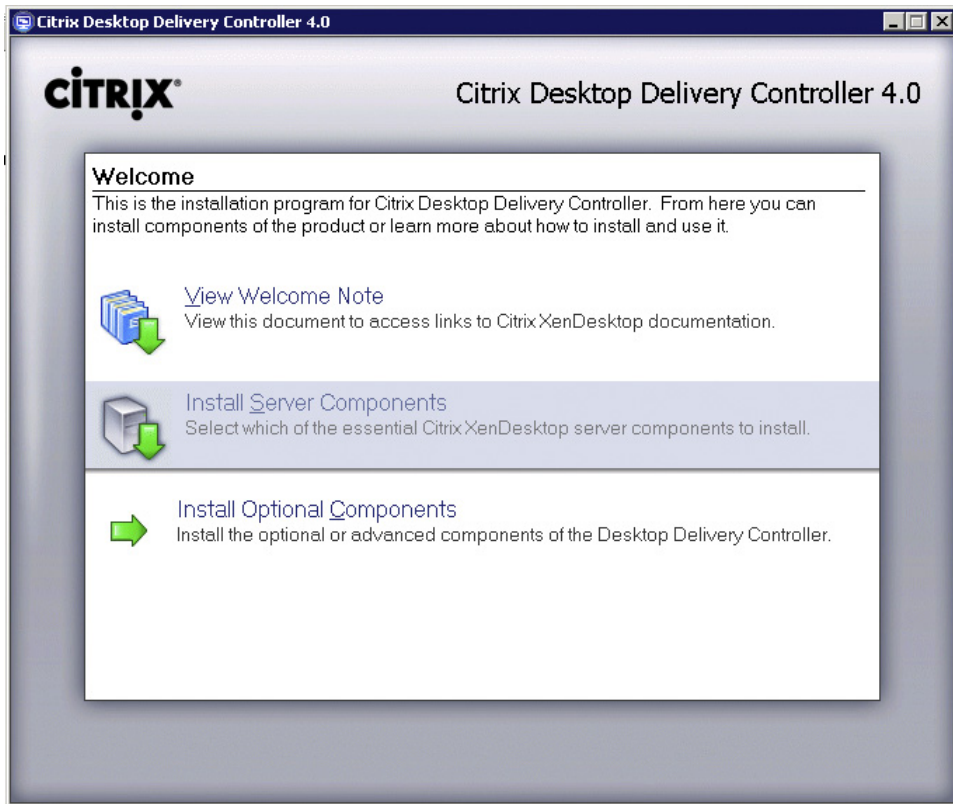 Citrix Desktop Delivery Controller 4.0
CITRIX®
Citrix Desktop Delivery Controller 4.0
Welcome
This is the installation program for Citrix Desktop Delivery Controller. From here you can
install components of the product or learn more about how to install and use it.
View Welcome Note
View this document to access links to Citrix XenDesktop documentation.
Install Server Components
Select which of the essential Citrix XenDesktop server components to install.
Install Optional Components
Install the optional or advanced components of the Desktop Delivery Controller.